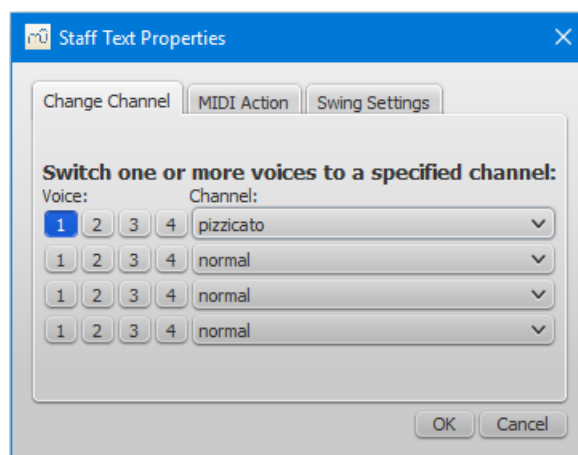 Staff Text Properties
Change Channel MIDI Action Swing Settings
Switch one or more voices to a specified channel:
Voice: Channel:
1 2 3 4 pizzicato
1 2 3 4 normal
1 2 3 4 normal
1 2 3 4 normal
OK Cancel